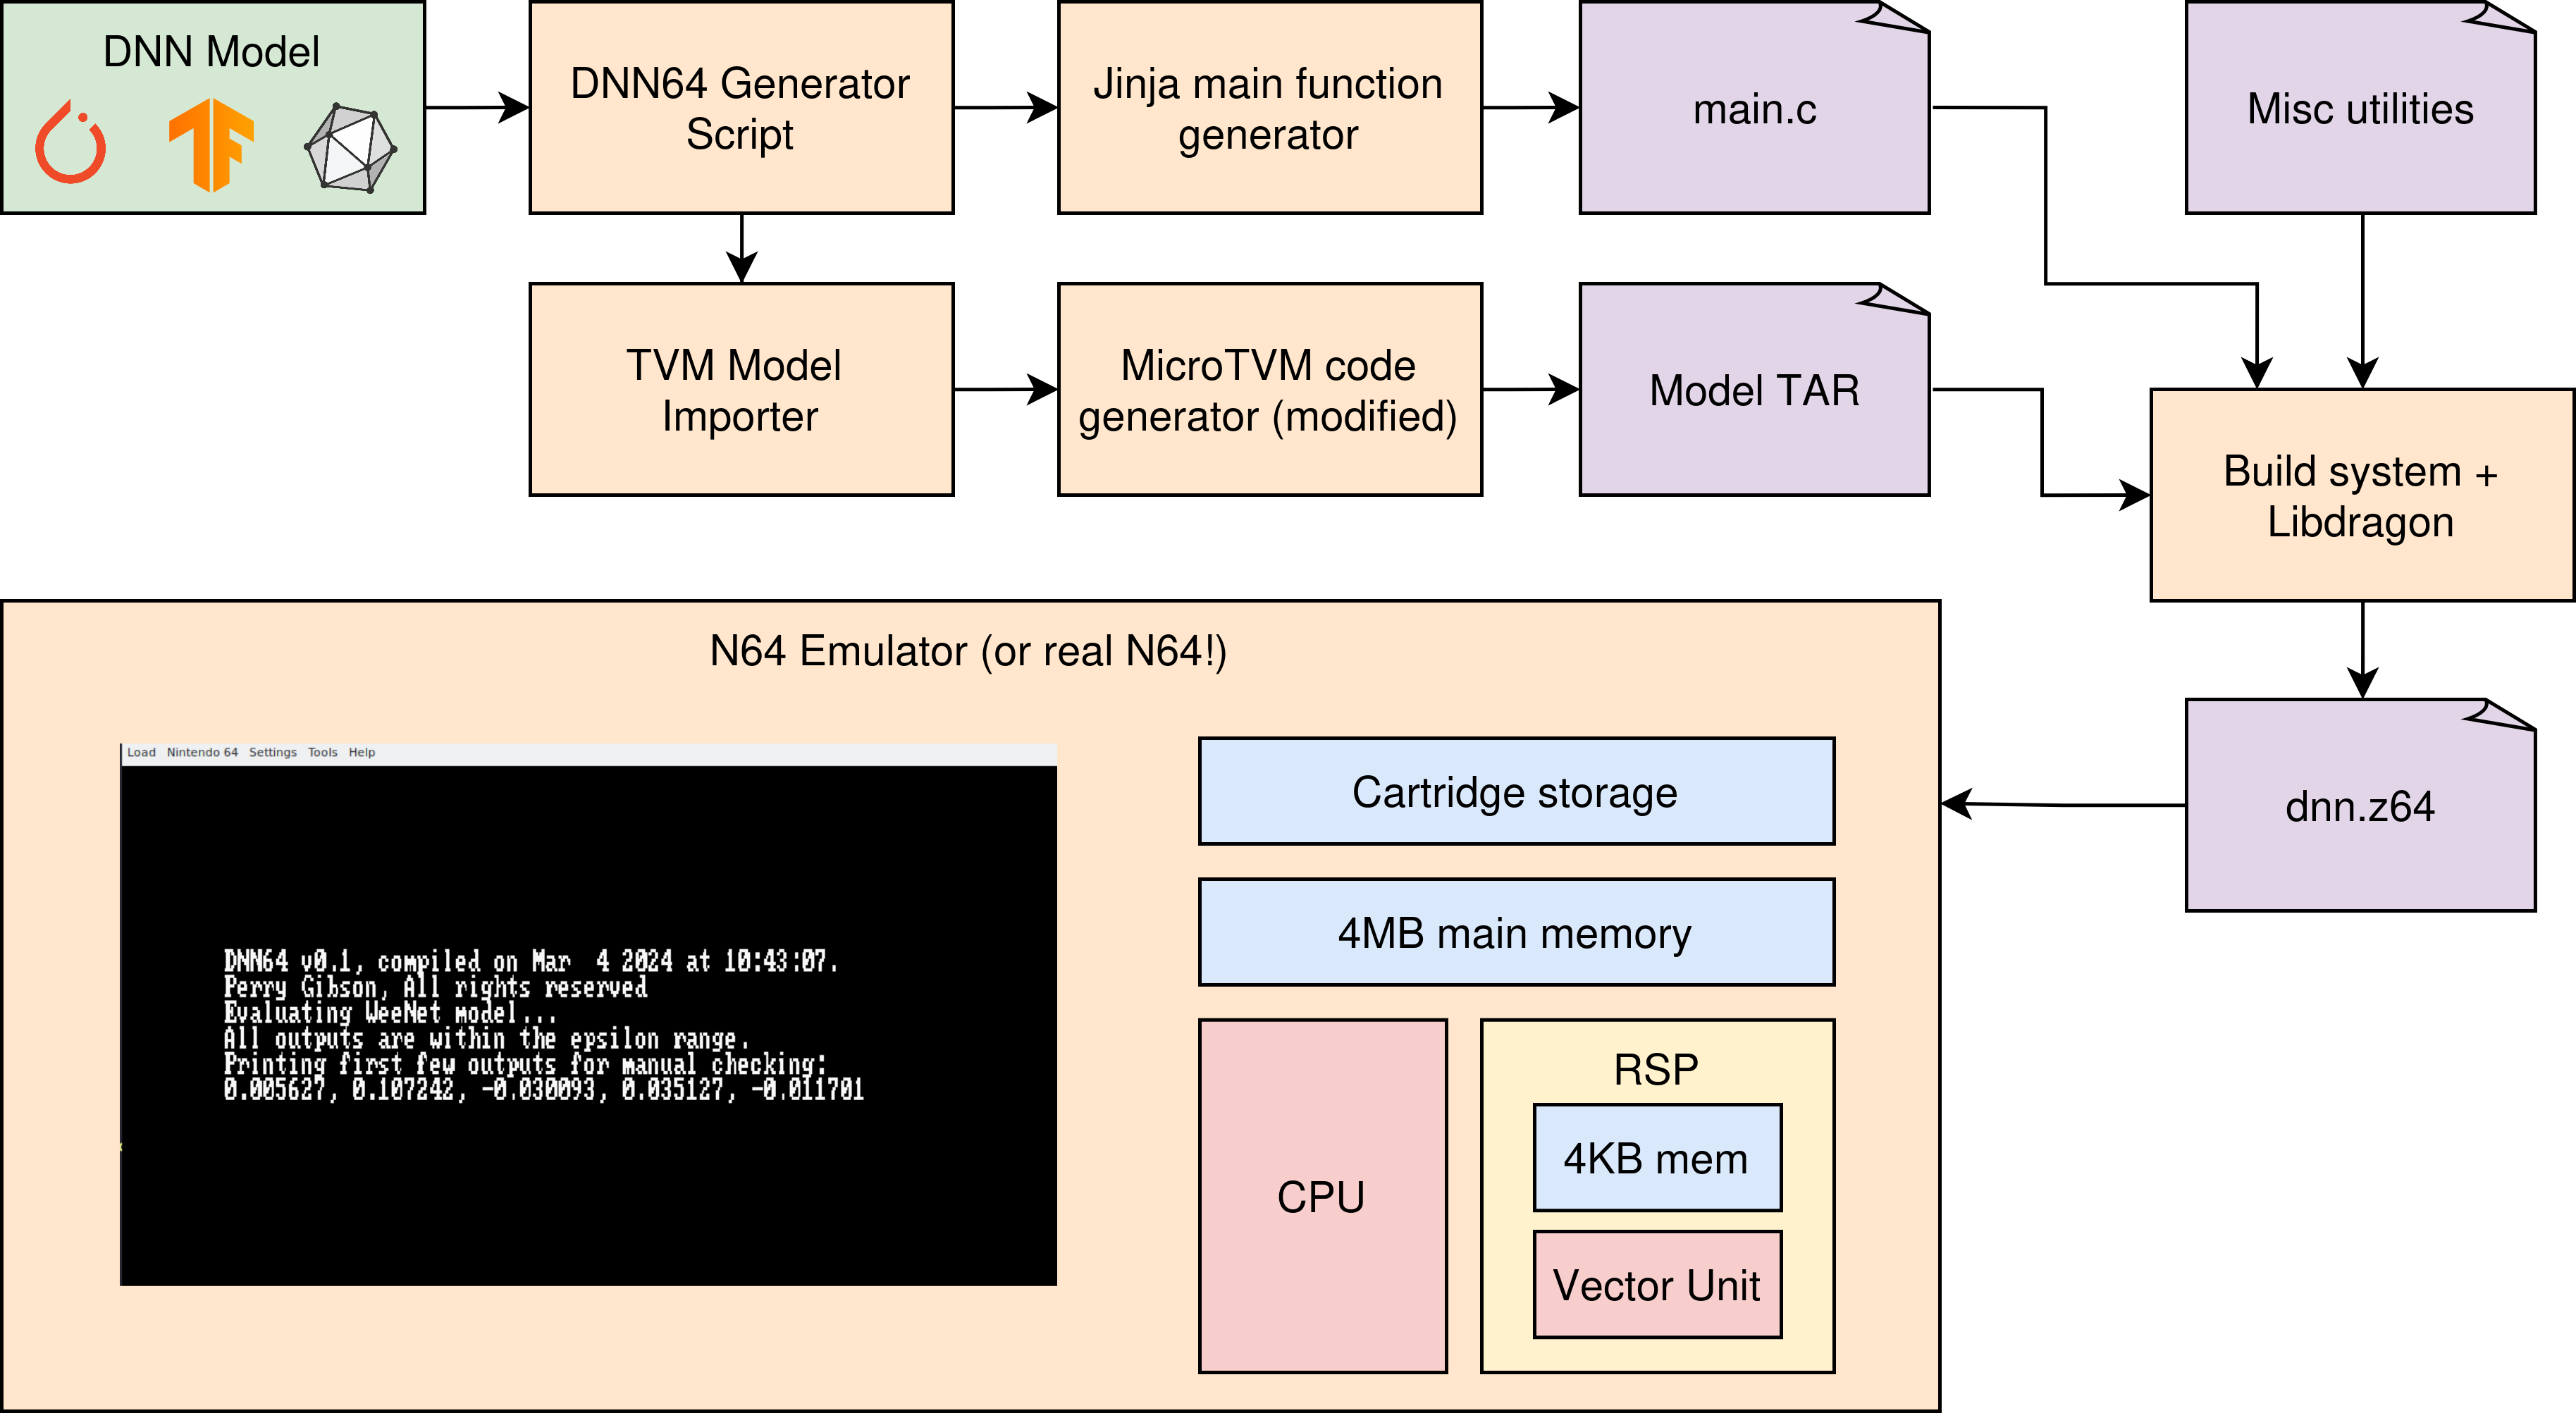 DNN Model
DNN64 Generator
Script
Jinja main function
generator
main.c
Misc utilities
TVM Model
Importer
MicroTVM code
generator (modified)
Model TAR
Build system +
Libdragon
dnn.z64
N64 Emulator (or real N64!)
Load Nintendo 64 Settings Tools Help
DNN64 v0.1, compiled on Mar  4 2024 at 10:43:07.
Perry Gibson, All rights reserved
Evaluating WeeNet model...
All outputs are within the epsilon range.
Printing first few outputs for manual checking:
0.005627, 0.107242, -0.030093, 0.035127, -0.011701
Cartridge storage
4MB main memory
CPU
RSP
4KB mem
Vector Unit